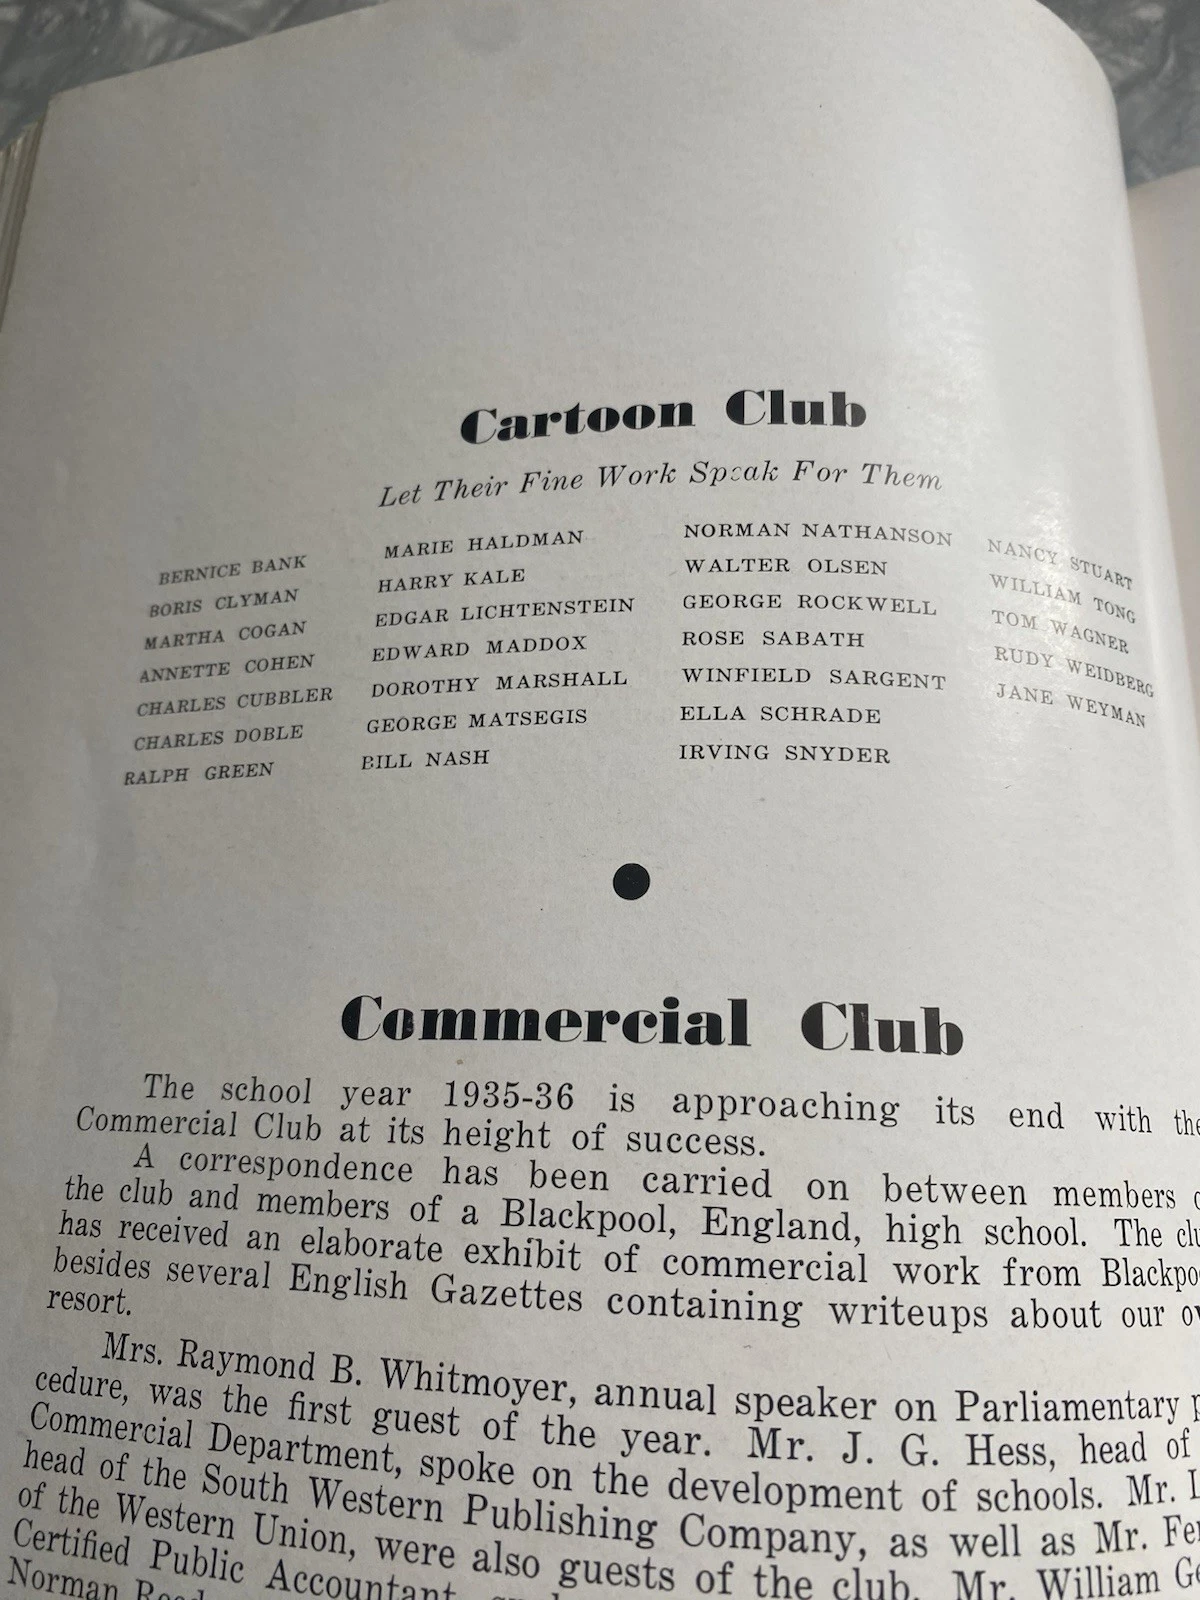 Cartoon Club
Let Their Fine Work Speak For Them
BERNICE BANK
BORIS CLYMAN
MARTHA COGAN
ANNETTE COHEN
CHARLES CUBBLER
CHARLES DOBLE
RALPH GREEN
MARIE HALDMAN
HARRY KALE
EDGAR LICHTENSTEIN
EDWARD MADDOX
DOROTHY MARSHALL
GEORGE MATSEGIS
BILL NASH
NORMAN NATHANSON
WALTER OLSEN
GEORGE ROCKWELL
ROSE SABATH
WINFIELD SARGENT
ELLA SCHRADE
IRVING SNYDER
NANCY STUART
WILLIAM TONG
TOM WAGNER
RUDY WEIDBERG
JANE WEYMAN
Commercial Club
The school year 1935-36 is approaching its end with the
Commercial Club at its height of success.
A correspondence has been carried on between members
the club and members of a Blackpool, England, high school. The
has received an elaborate exhibit of commercial work from
besides several English Gazettes containing writeups about our
resort.
Mrs. Raymond B. Whitmoyer, annual speaker on Parliamentary
cedure, was the first guest of the year. Mr. J. G. Hess, head of
Commercial Department, spoke on the development of schools. Mr.
head of the South Western Publishing Company, as well as Mr.
of the Western Union, were also guests of the club. Mr. William
Certified Public Accountant
Norman